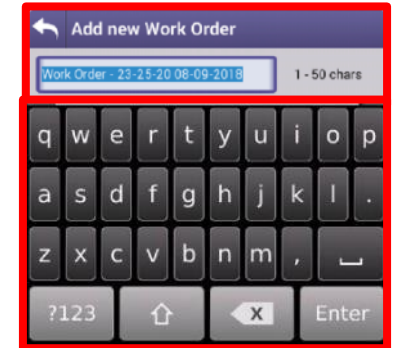 Add new Work Order
Work Order - 23-25-20 08-09-2018 1 - 50 chars
q w e r t y u i o p
a s d f g h j k l .
z x c v b n m ,
?123 X Enter